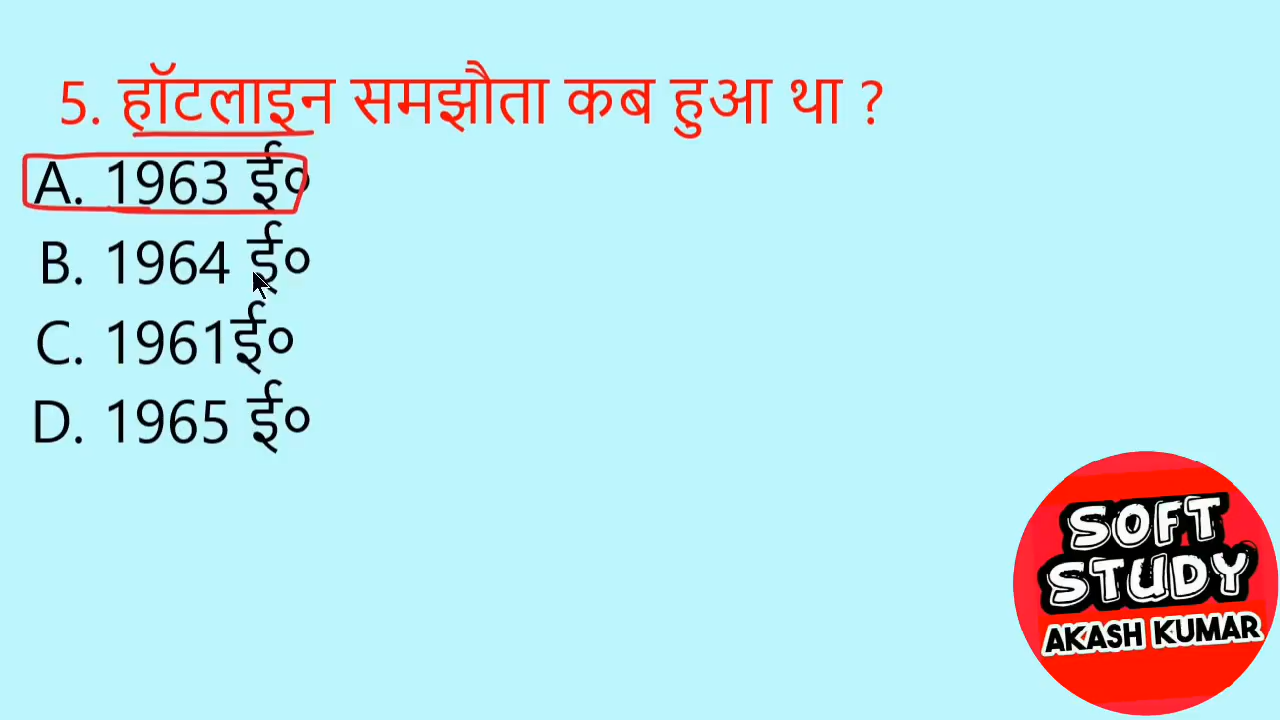 5. हॉटलाइन समझौता कब हुआ था ?
A. 1963 ई०
B. 1964 ई०
C. 1961ई०
D. 1965 ई०
SOFT
STUDY
AKASH KUMAR